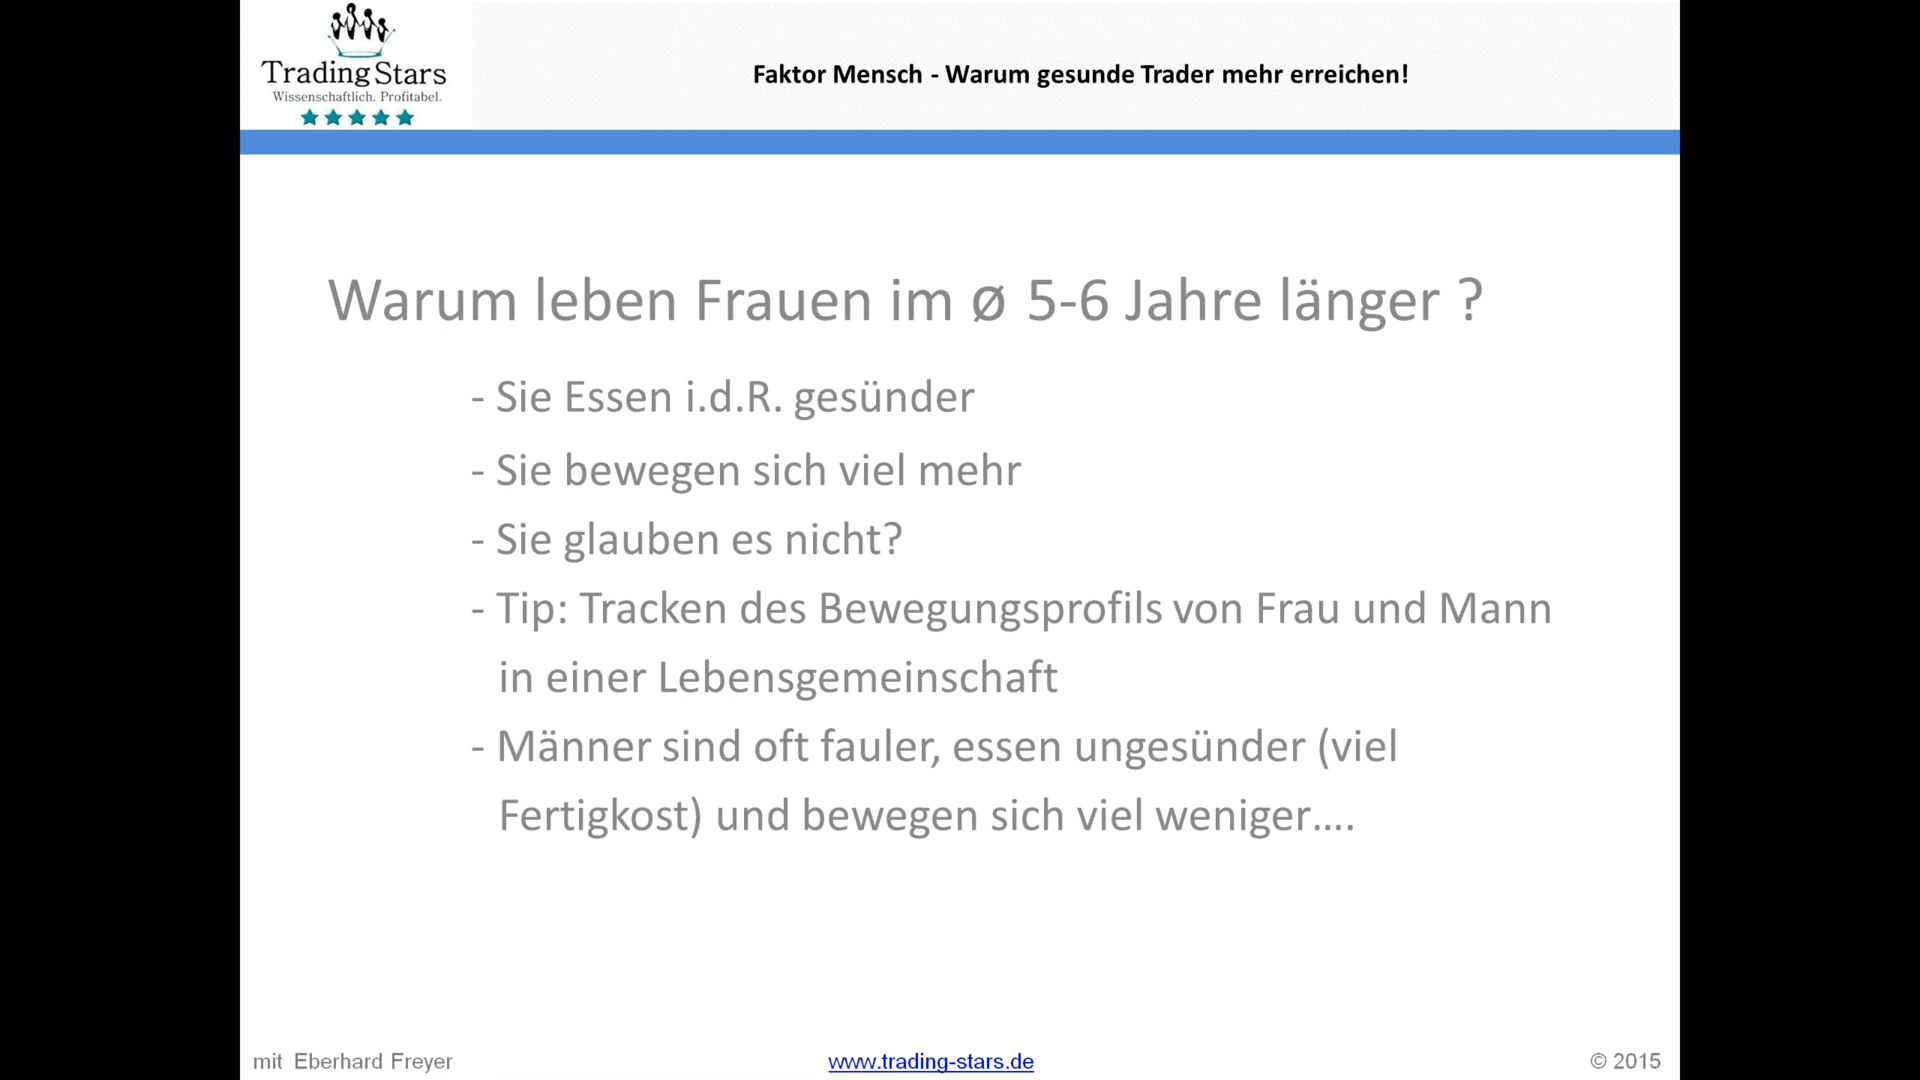 Trading Stars
Wissenschaftlich. Profitabel.
Faktor Mensch - Warum gesunde Trader mehr erreichen!
Warum leben Frauen im ø 5-6 Jahre länger ?
- Sie Essen i.d.R. gesünder
- Sie bewegen sich viel mehr
- Sie glauben es nicht?
- Tip: Tracken des Bewegungsprofils von Frau und Mann
in einer Lebensgemeinschaft
- Männer sind oft fauler, essen ungesünder (viel
Fertigkost) und bewegen sich viel weniger....
mit Eberhard Freyer
www.trading-stars.de
© 2015